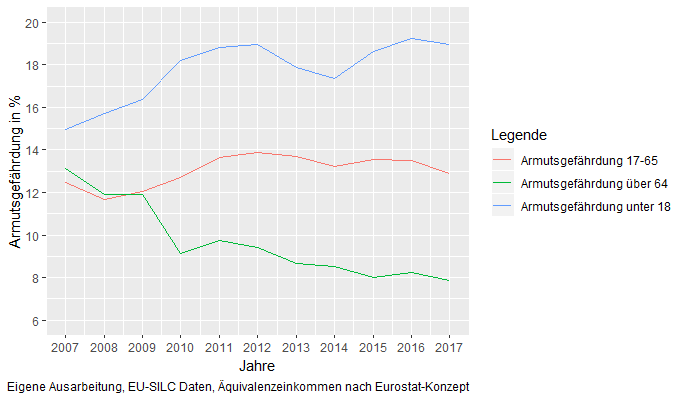 20
18
16
14
12
10
8
6
Armutsgefährdung in %
2007 2008 2009 2010 2011 2012 2013 2014 2015 2016 2017
Jahre
Eigene Ausarbeitung, EU-SILC Daten, Äquivalenzeinkommen nach Eurostat-Konzept
Legende
Armutsgefährdung 17-65
Armutsgefährdung über 64
Armutsgefährdung unter 18